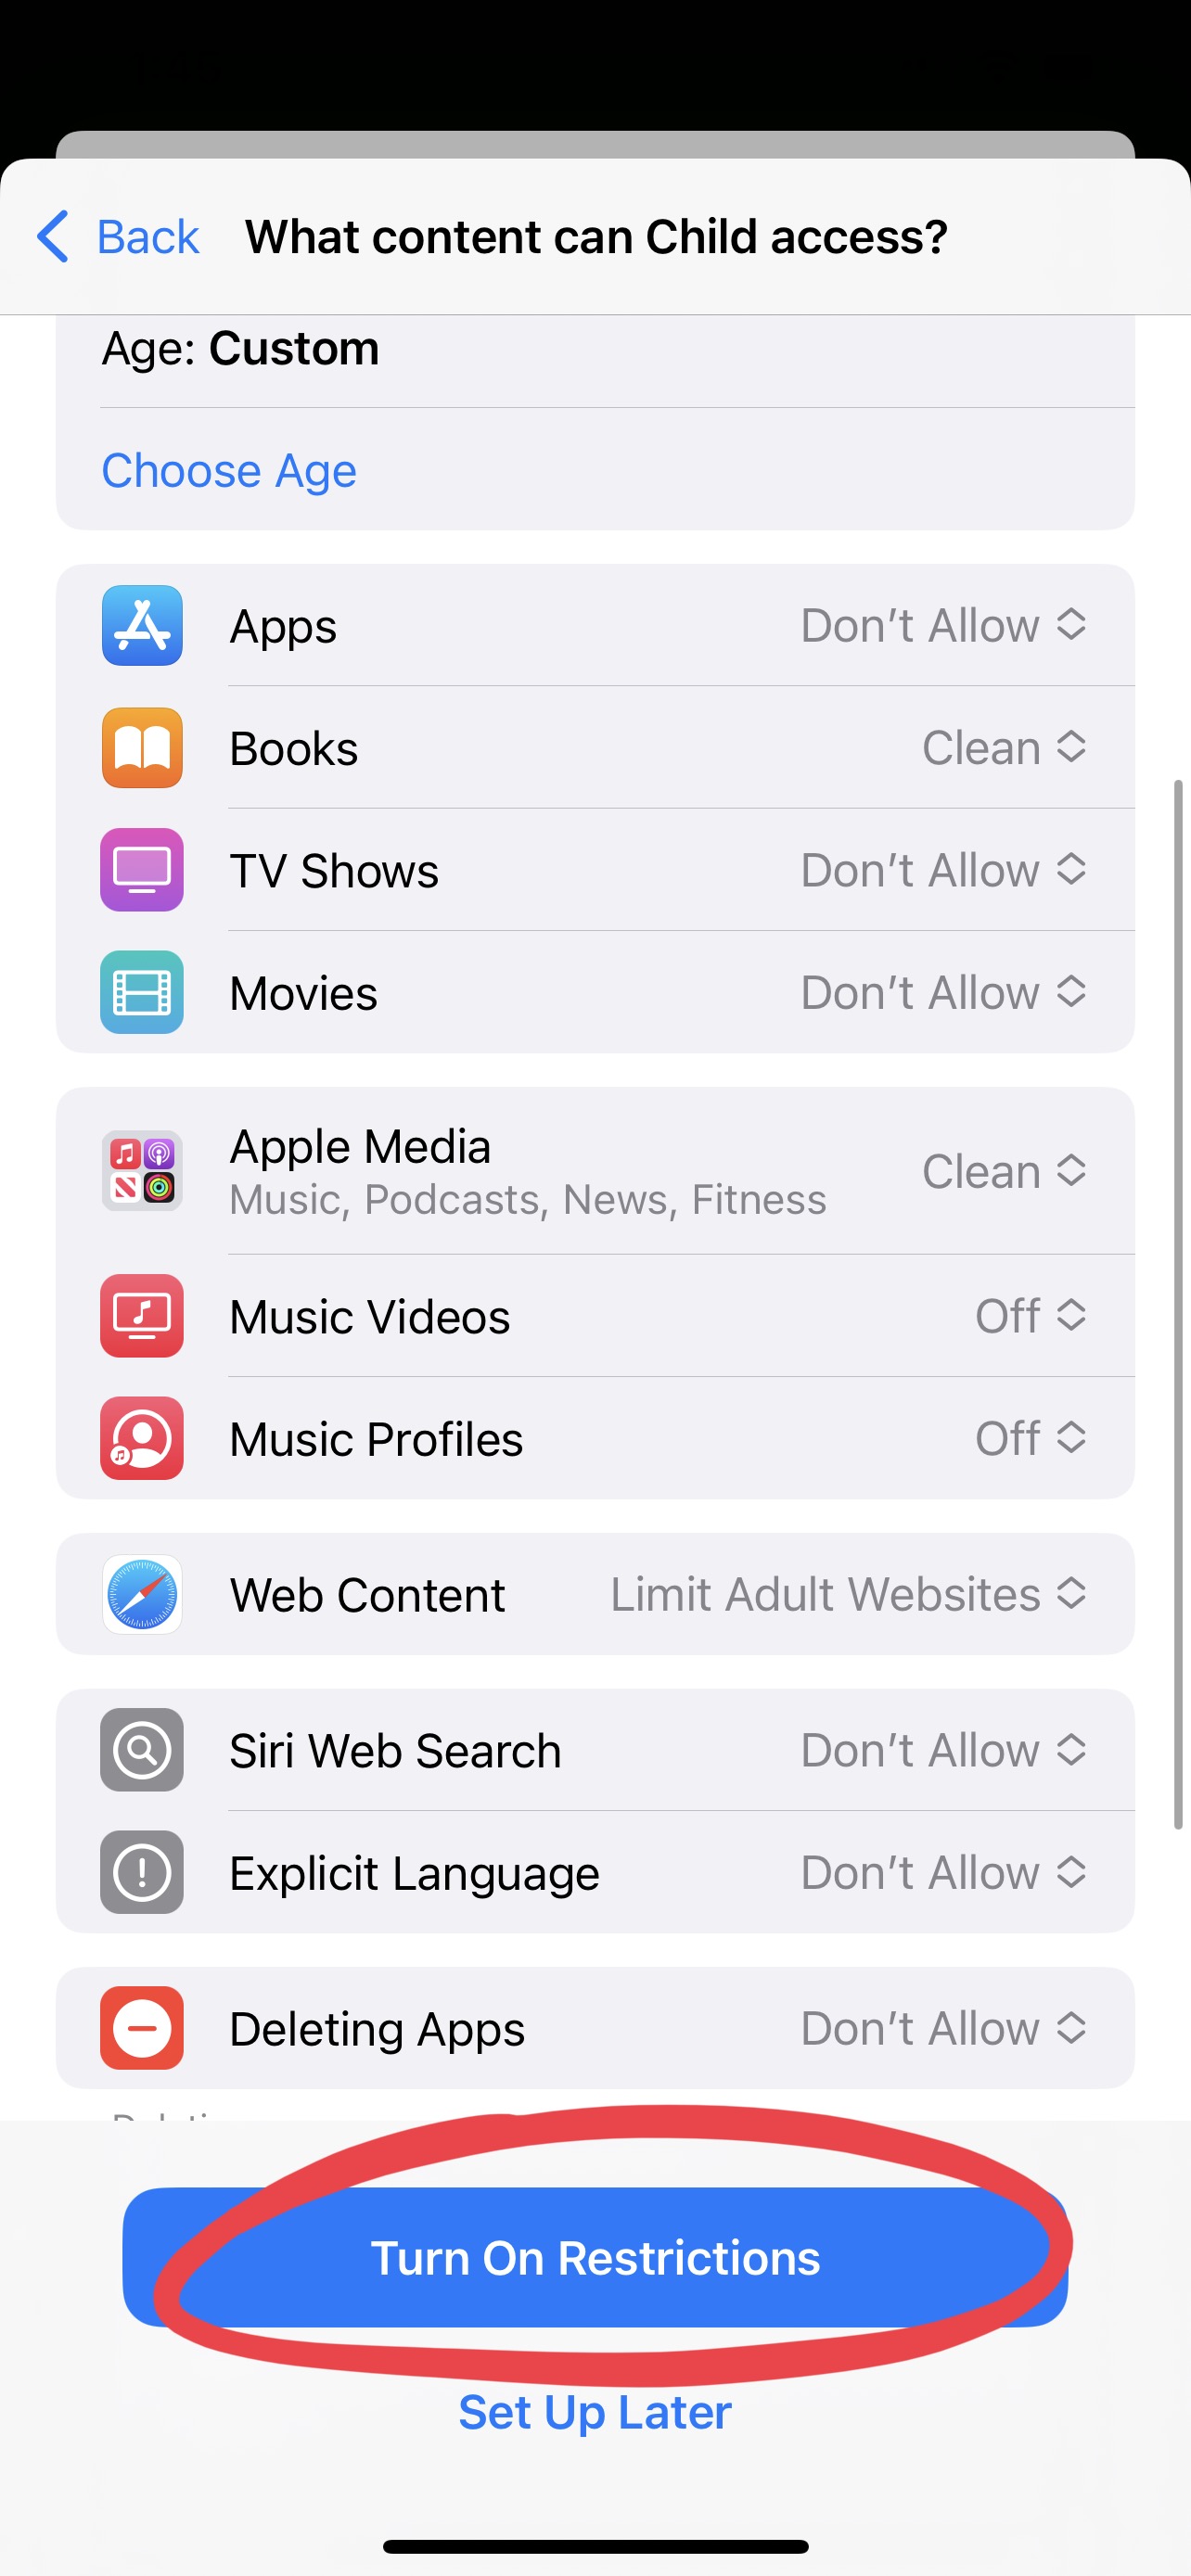 Back What content can Child access?
Age: Custom
Choose Age
Apps Don’t Allow
Books Clean
TV Shows Don’t Allow
Movies Don’t Allow
Apple Media Clean
Music, Podcasts, News, Fitness
Music Videos Off
Music Profiles Off
Web Content Limit Adult Websites
Siri Web Search Don’t Allow
Explicit Language Don’t Allow
Deleting Apps Don’t Allow
Turn On Restrictions
Set Up Later